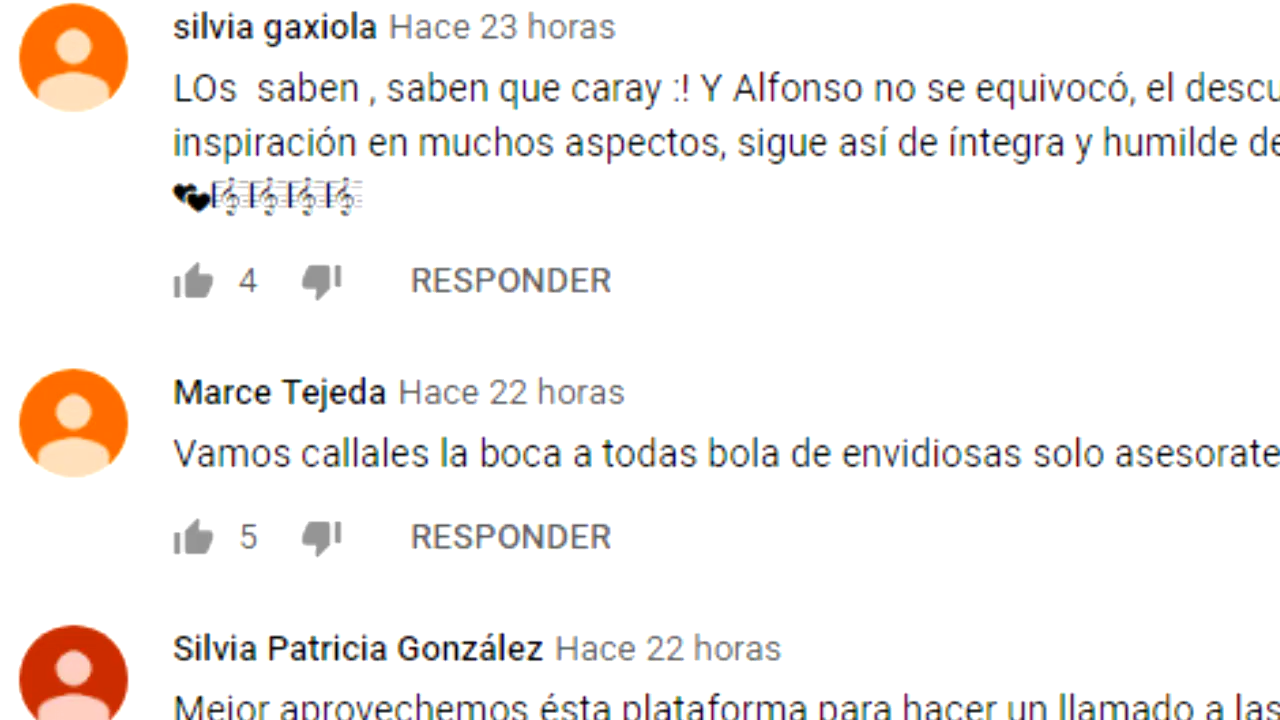 silvia gaxiola Hace 23 horas
LOs saben , saben que caray :! Y Alfonso no se equivocó, el descu
inspiración en muchos aspectos, sigue así de íntegra y humilde de
💕🎼🎼🎼🎼
4 RESPONDER
Marce Tejeda Hace 22 horas
Vamos callales la boca a todas bola de envidiosas solo asesorate
5 RESPONDER
Silvia Patricia González Hace 22 horas
Mejor aprovechemos ésta plataforma para hacer un llamado a las